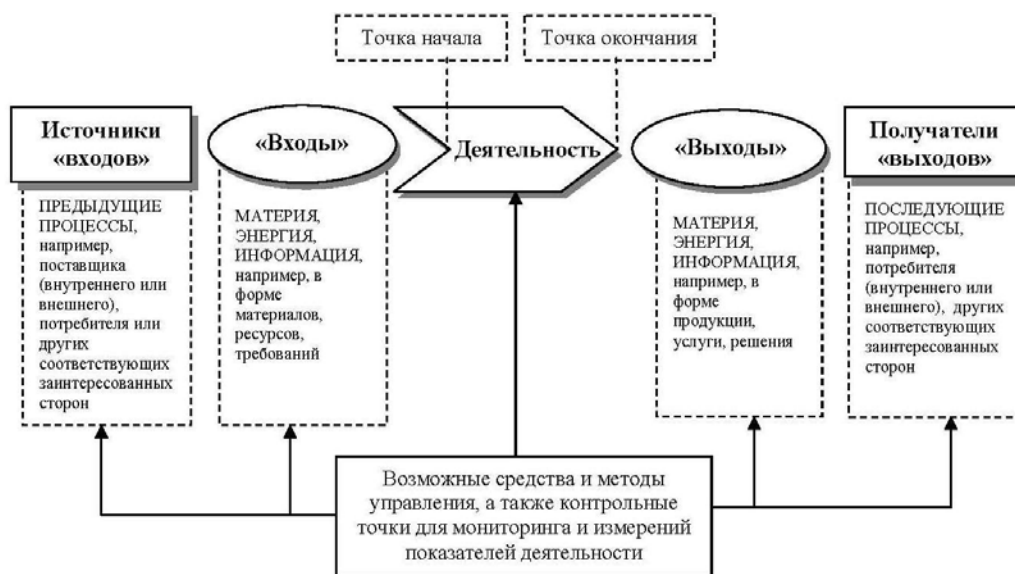 Точка начала
Точка окончания
Источники
«входов»
«Входы»
Деятельность
«Выходы»
Получатели
«выходов»
ПРЕДЫДУЩИЕ
ПРОЦЕССЫ,
например,
поставщика
(внутреннего или
внешнего),
потребителя или
других
соответствующих
заинтересованных
сторон
МАТЕРИЯ,
ЭНЕРГИЯ,
ИНФОРМАЦИЯ,
например, в
форме
материалов,
ресурсов,
требований
МАТЕРИЯ,
ЭНЕРГИЯ,
ИНФОРМАЦИЯ,
например, в
форме
продукции,
услуги, решения
ПОСЛЕДУЮЩИЕ
ПРОЦЕССЫ,
например,
потребителя
(внутреннего или
внешнего), других
соответствующих
заинтересованных
сторон
Возможные средства и методы
управления, а также контрольные
точки для мониторинга и измерений
показателей деятельности